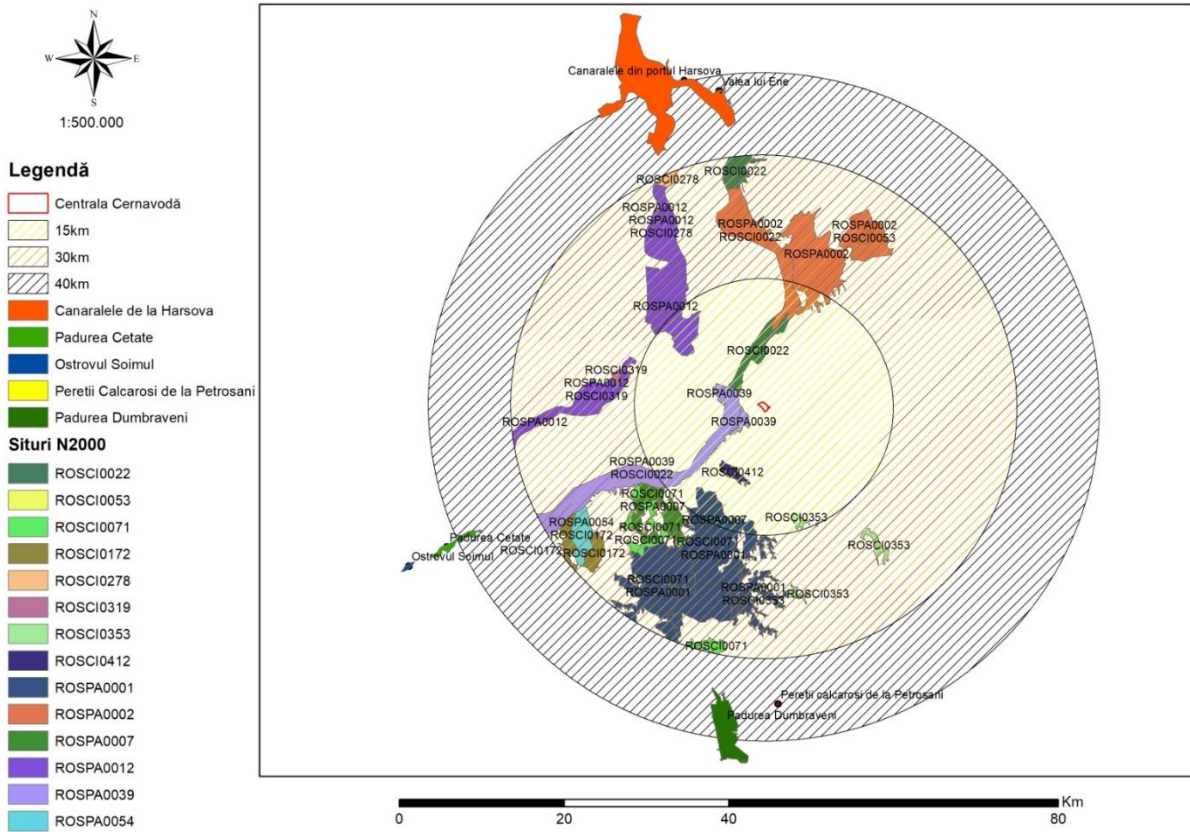 N
W E
S
1:500.000
Legendă
Centrala Cernavodă
15km
30km
40km
Canaralele de la Harsova
Padurea Cetate
Ostrovul Soimul
Peretii Calcarosi de la Petrosani
Padurea Dumbraveni
Situri N2000
ROSCI0022
ROSCI0053
ROSCI0071
ROSCI0172
ROSCI0278
ROSCI0319
ROSCI0353
ROSCI0412
ROSPA0001
ROSPA0002
ROSPA0007
ROSPA0012
ROSPA0039
ROSPA0054
Canaralele din portul Harsova
Valea lui Ene
ROSCI0022
ROSCI0278
ROSPA0012
ROSPA0012
ROSCI0278
ROSPA0002
ROSCI0022
ROSPA0002
ROSCI0053
ROSPA0002
ROSPA0012
ROSCI0022
ROSCI0319
ROSPA0012
ROSCI0319
ROSPA0012
ROSPA0039
ROSPA0039
ROSPA0039
ROSCI0022
ROSCI0412
ROSCI0071
ROSPA0007
ROSPA0054
ROSCI0172
ROSCI0172
ROSCI0172
ROSCI0071
ROSCI0071
ROSPA0007
ROSCI0071
ROSPA0001
ROSCI0353
ROSCI0353
Padurea Cetate
Ostrovul Soimul
ROSCI0071
ROSPA0001
ROSPA0001
ROSCI0353
ROSCI0353
ROSCI0071
Peretii calcarosi de la Petrosani
Padurea Dumbraveni
Km
0 20 40 80